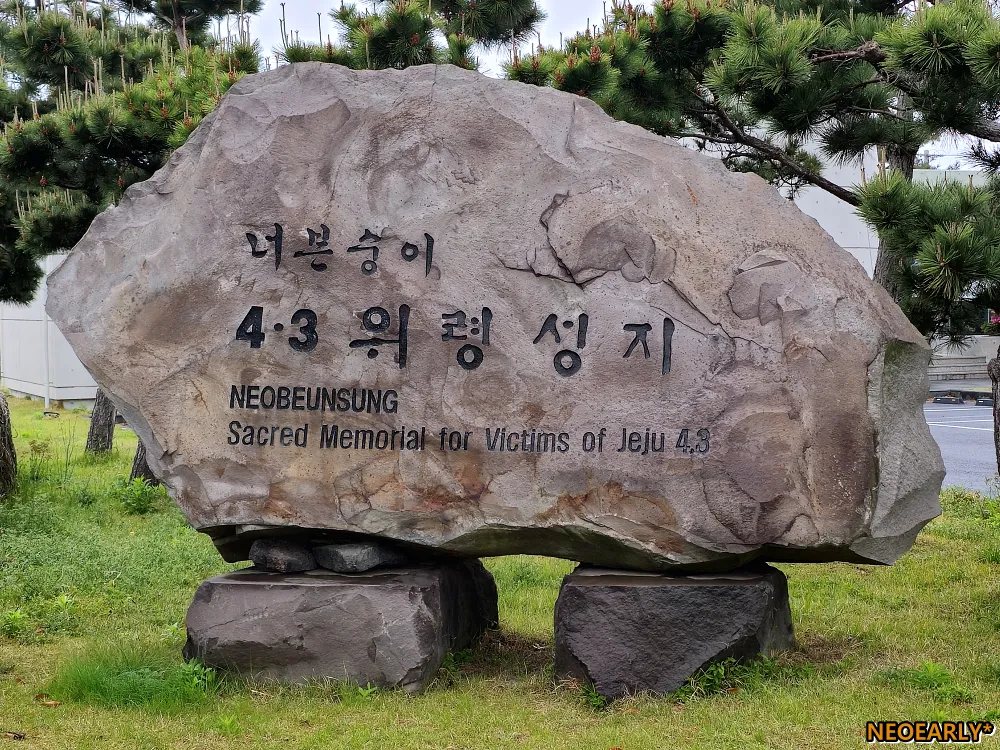 너븐숭이
4·3 위령성지
NEOBEUNSUNG
Sacred Memorial for Victims of Jeju 4.3
NEOEARLY*